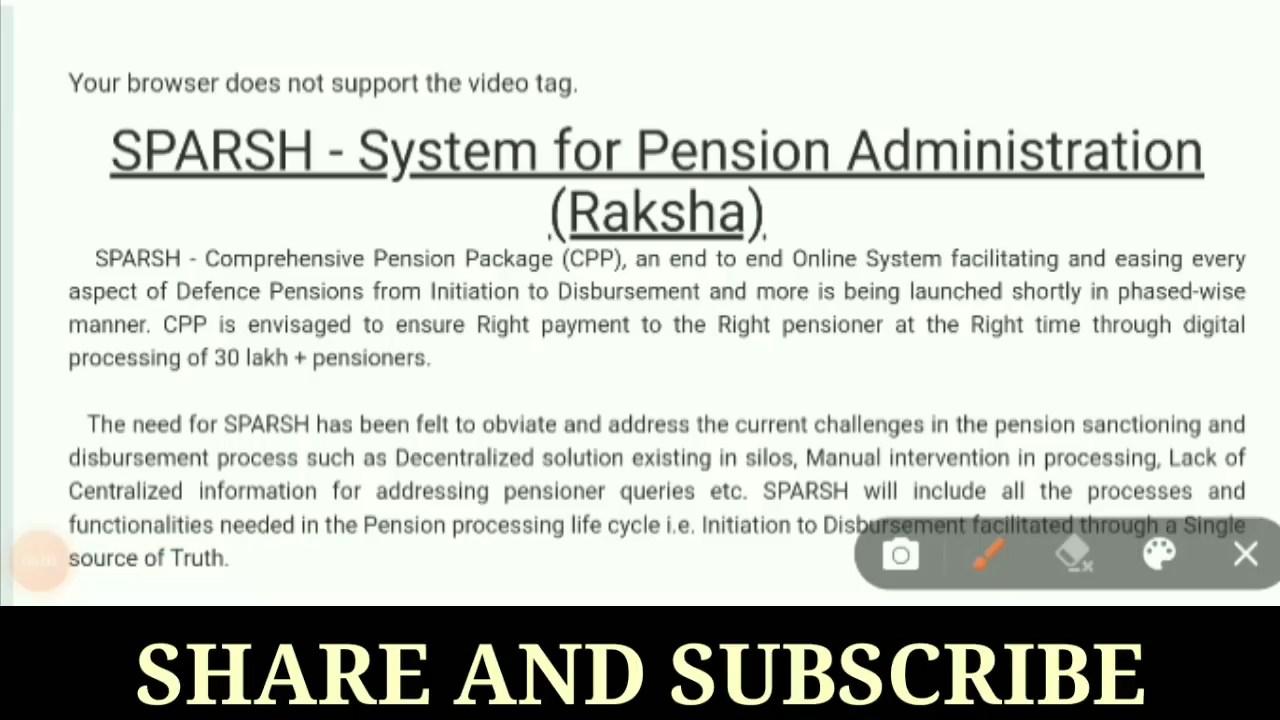 Your browser does not support the video tag.
SPARSH - System for Pension Administration
(Raksha)
SPARSH - Comprehensive Pension Package (CPP), an end to end Online System facilitating and easing every
aspect of Defence Pensions from Initiation to Disbursement and more is being launched shortly in phased-wise
manner. CPP is envisaged to ensure Right payment to the Right pensioner at the Right time through digital
processing of 30 lakh + pensioners.
The need for SPARSH has been felt to obviate and address the current challenges in the pension sanctioning and
disbursement process such as Decentralized solution existing in silos, Manual intervention in processing, Lack of
Centralized information for addressing pensioner queries etc. SPARSH will include all the processes and
functionalities needed in the Pension processing life cycle i.e. Initiation to Disbursement facilitated through a Single
source of Truth.
SHARE AND SUBSCRIBE